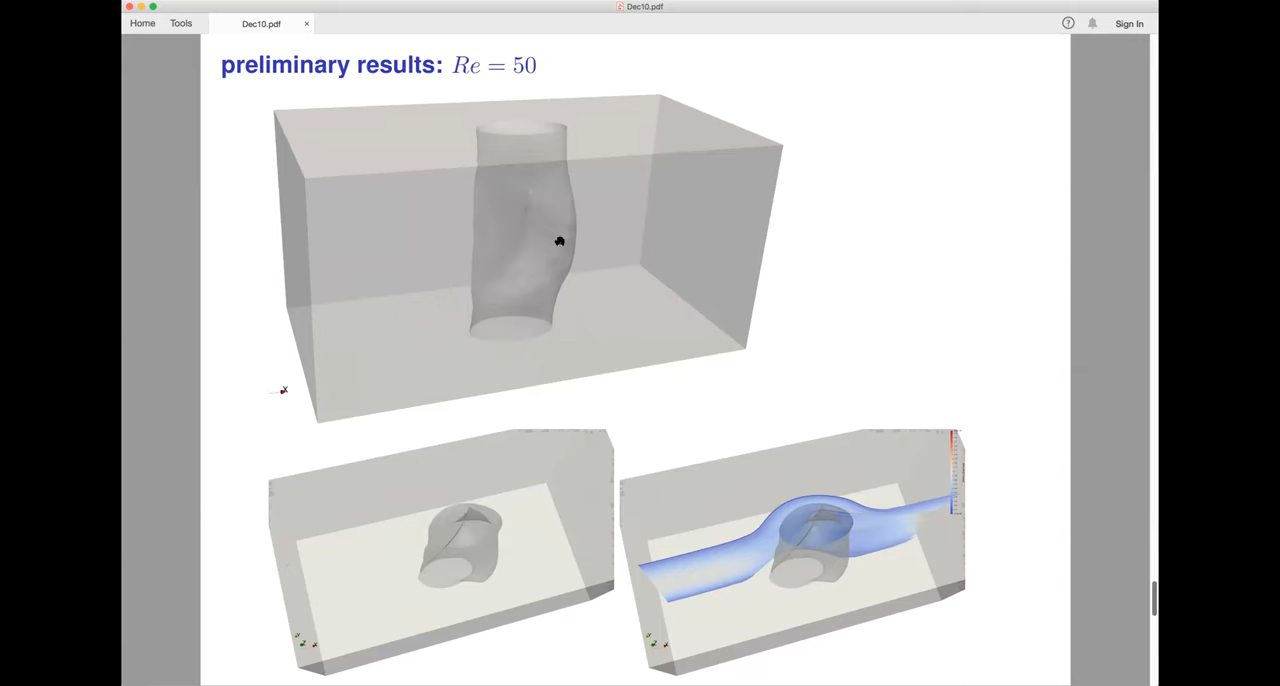 Dec10.pdf
Home Tools Dec10.pdf × ? Sign In
preliminary results: Re = 50
X